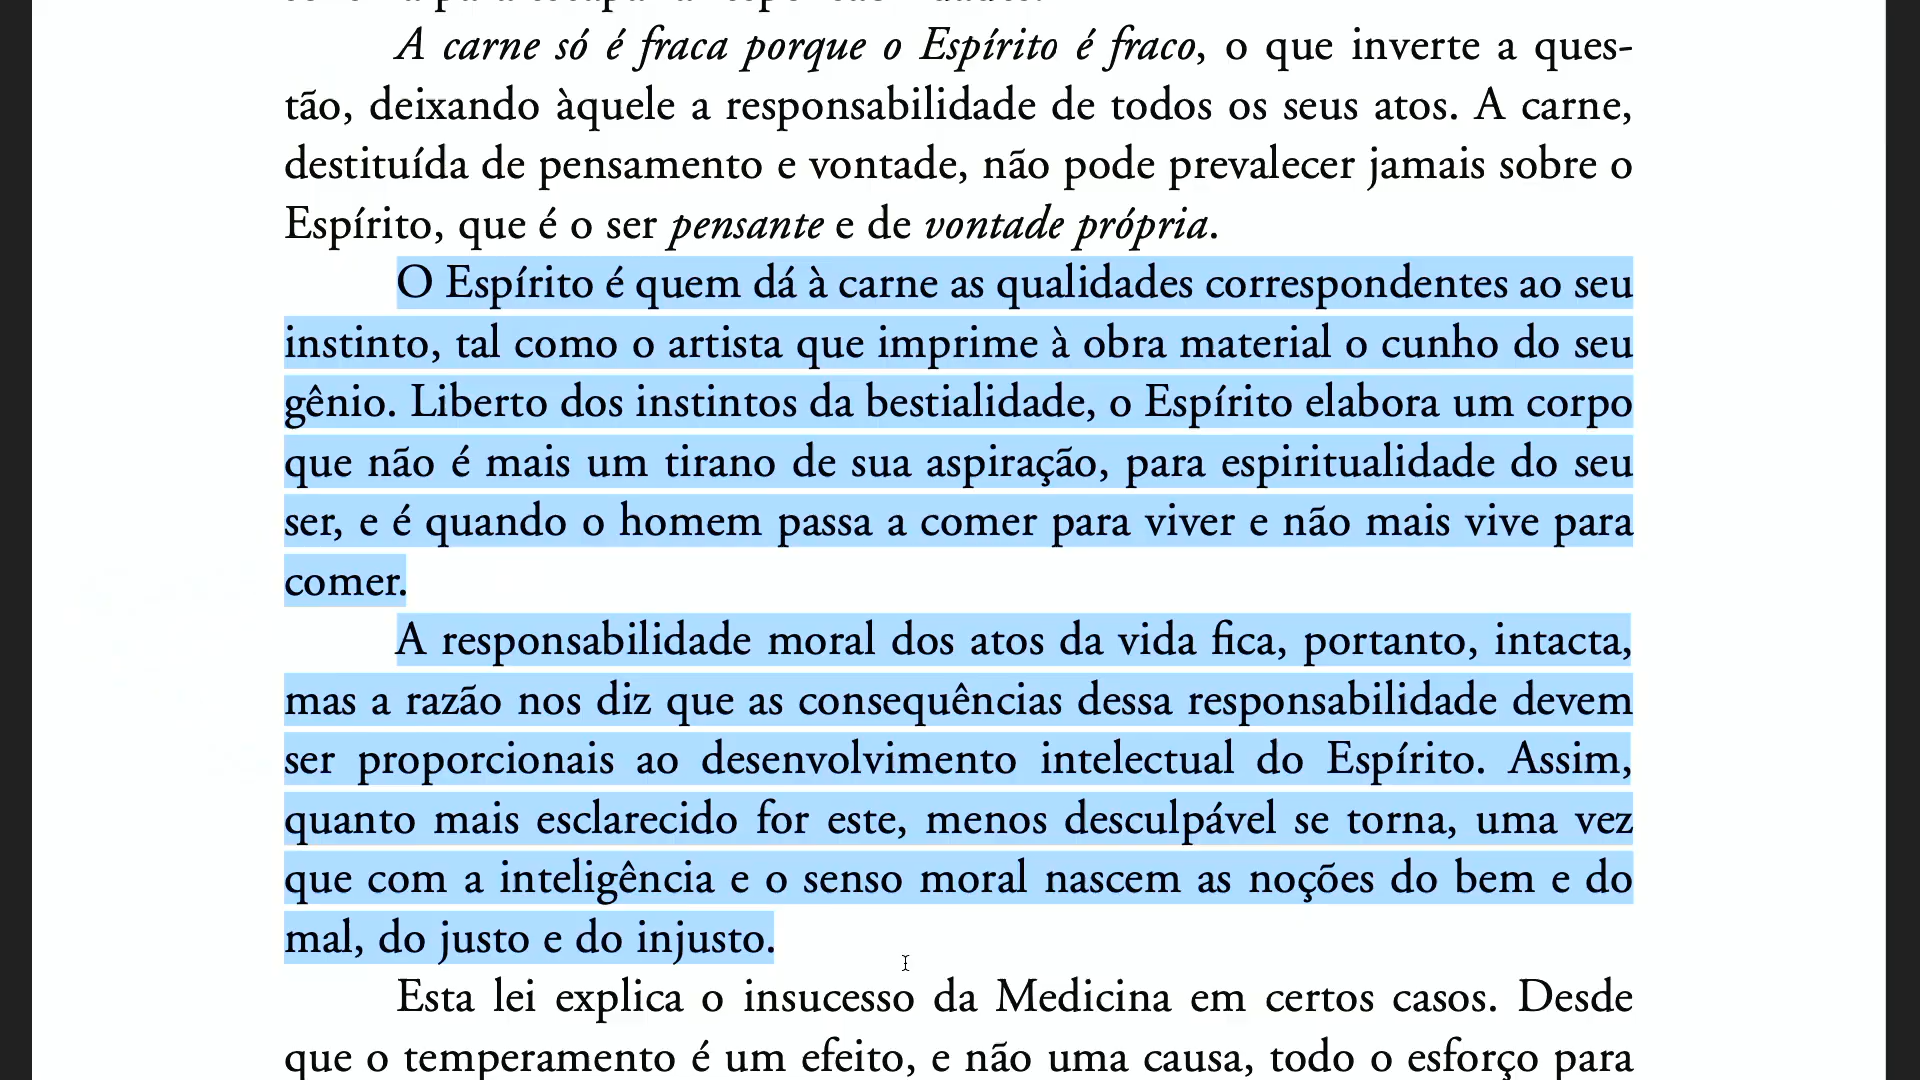 A carne só é fraca porque o Espírito é fraco, o que inverte a ques-
tão, deixando àquele a responsabilidade de todos os seus atos. A carne,
destituída de pensamento e vontade, não pode prevalecer jamais sobre o
Espírito, que é o ser pensante e de vontade própria.
O Espírito é quem dá à carne as qualidades correspondentes ao seu
instinto, tal como o artista que imprime à obra material o cunho do seu
gênio. Liberto dos instintos da bestialidade, o Espírito elabora um corpo
que não é mais um tirano de sua aspiração, para espiritualidade do seu
ser, e é quando o homem passa a comer para viver e não mais vive para
comer.
A responsabilidade moral dos atos da vida fica, portanto, intacta,
mas a razão nos diz que as consequências dessa responsabilidade devem
ser proporcionais ao desenvolvimento intelectual do Espírito. Assim,
quanto mais esclarecido for este, menos desculpável se torna, uma vez
que com a inteligência e o senso moral nascem as noções do bem e do
mal, do justo e do injusto.
Esta lei explica o insucesso da Medicina em certos casos. Desde
que o temperamento é um efeito, e não uma causa, todo o esforço para